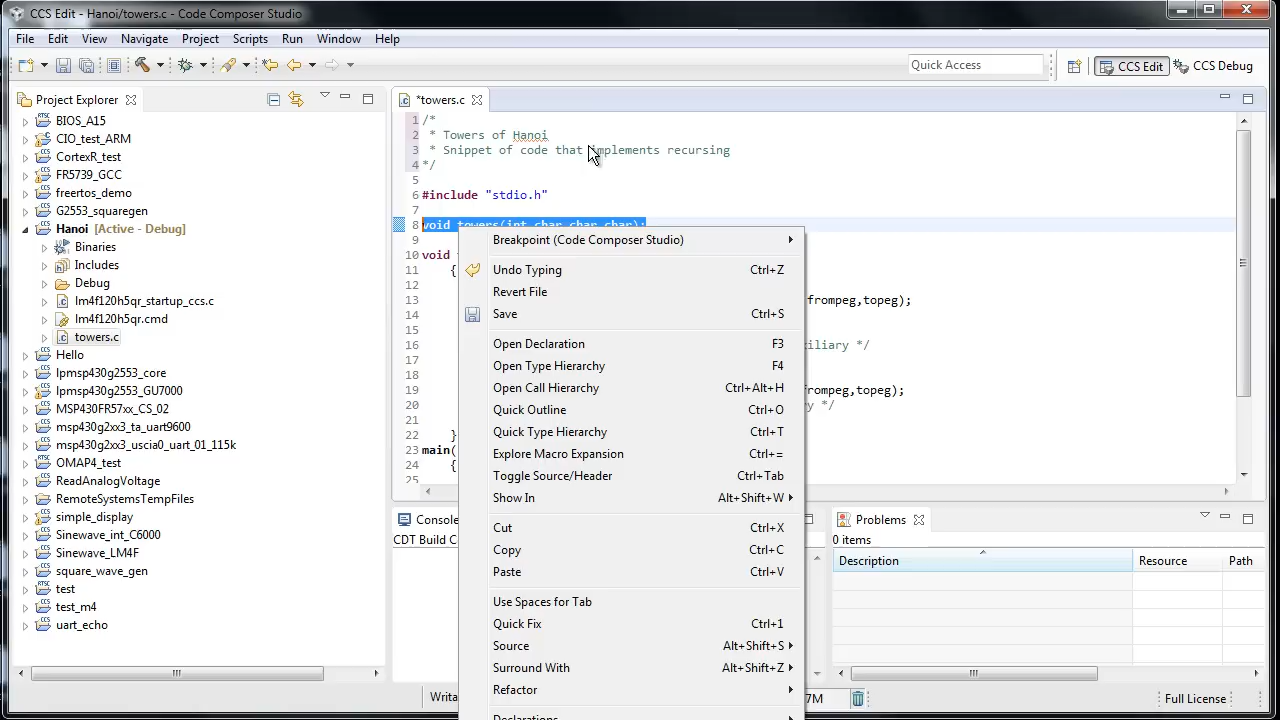 CCS Edit - Hanoi/towers.c - Code Composer Studio
File Edit View Navigate Project Scripts Run Window Help
Quick Access
CCS Edit
CCS Debug
Project Explorer
BIOS_A15
CIO_test_ARM
CortexR_test
FR5739_GCC
freertos_demo
G2553_squaregen
Hanoi [Active - Debug]
Binaries
Includes
Debug
lm4f120h5qr_startup_ccs.c
lm4f120h5qr.cmd
towers.c
Hello
lpmsp430g2553_core
lpmsp430g2553_GU7000
MSP430FR57xx_CS_02
msp430g2xx3_ta_uart9600
msp430g2xx3_uscia0_uart_01_115k
OMAP4_test
ReadAnalogVoltage
RemoteSystemsTempFiles
simple_display
Sinewave_int_C6000
Sinewave_LM4F
square_wave_gen
test
test_m4
uart_echo
*towers.c
1 /*
2 * Towers of Hanoi
3 * Snippet of code that implements recursing
4 */
5
6 #include "stdio.h"
7
8 void towers(int,char,char,char);
9
10 void
11 {
12
13 frompeg,topeg);
14
15
16 iliary */
17
18
19 frompeg,topeg);
20 y */
21
22 }
23 main(
24 {
25
Breakpoint (Code Composer Studio)
Undo Typing Ctrl+Z
Revert File
Save Ctrl+S
Open Declaration F3
Open Type Hierarchy F4
Open Call Hierarchy Ctrl+Alt+H
Quick Outline Ctrl+O
Quick Type Hierarchy Ctrl+T
Explore Macro Expansion Ctrl+=
Toggle Source/Header Ctrl+Tab
Show In Alt+Shift+W
Cut Ctrl+X
Copy Ctrl+C
Paste Ctrl+V
Use Spaces for Tab
Quick Fix Ctrl+1
Source Alt+Shift+S
Surround With Alt+Shift+Z
Refactor
Declarations
Console
CDT Build C
Problems
0 items
Description Resource Path
Writa
7M
Full License